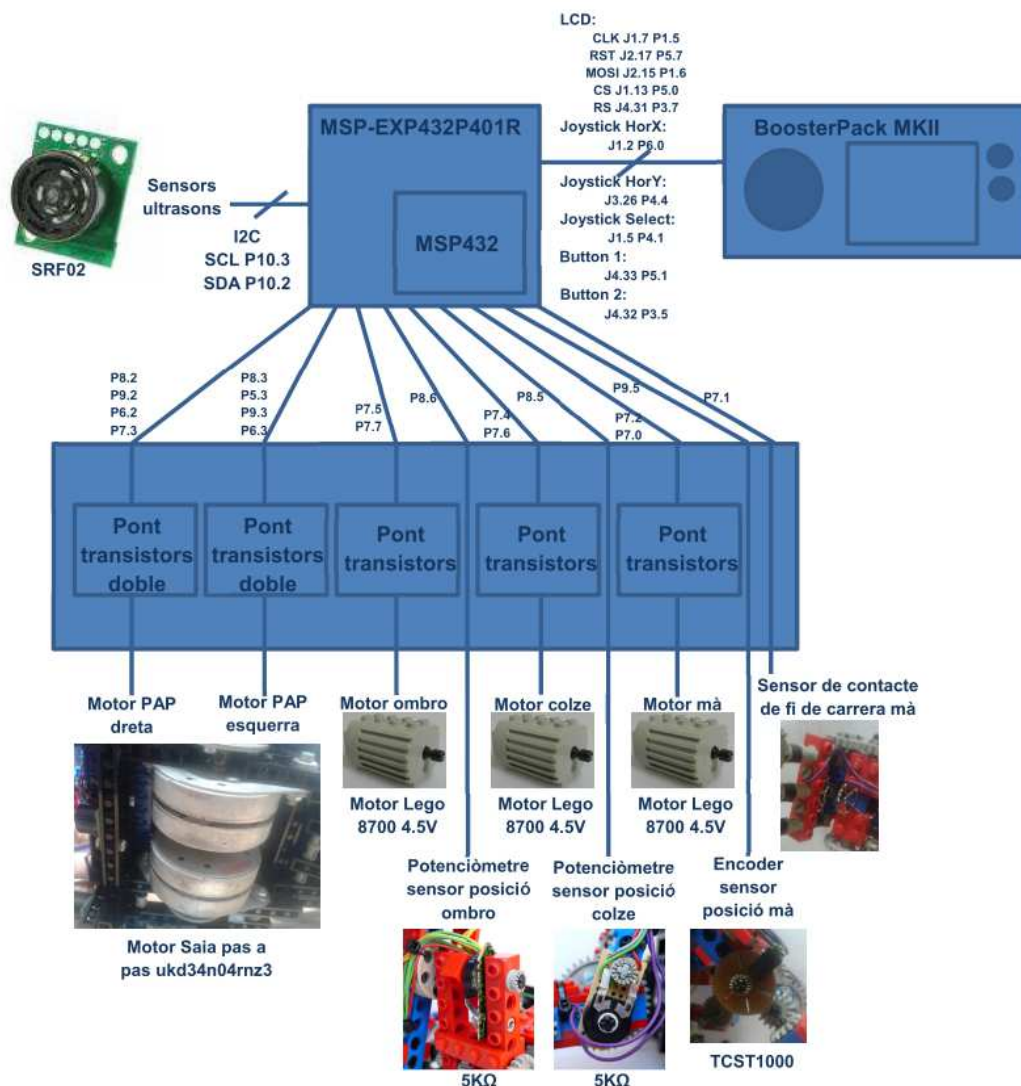 LCD:
CLK J1.7 P1.5
RST J2.17 P5.7
MOSI J2.15 P1.6
CS J1.13 P5.0
RS J4.31 P3.7
Joystick HorX:
J1.2 P6.0
Joystick HorY:
J3.26 P4.4
Joystick Select:
J1.5 P4.1
Button 1:
J4.33 P5.1
Button 2:
J4.32 P3.5
MSP-EXP432P401R
MSP432
BoosterPack MKII
Sensors
ultrasons
I2C
SCL P10.3
SDA P10.2
SRF02
P8.2
P9.2
P6.2
P7.3
P8.3
P5.3
P9.3
P6.3
P7.5
P7.7
P8.6
P7.4
P7.6
P8.5
P7.2
P7.0
P9.5
P7.1
Pont
transistors
doble
Pont
transistors
doble
Pont
transistors
Pont
transistors
Pont
transistors
Motor PAP
dreta
Motor PAP
esquerra
Motor ombro
Motor colze
Motor mà
Sensor de contacte
de fi de carrera mà
Motor Lego
8700 4.5V
Motor Lego
8700 4.5V
Motor Lego
8700 4.5V
Motor Saia pas a
pas ukd34n04rnz3
Potenciòmetre
sensor posició
ombro
Potenciòmetre
sensor posició
colze
Encoder
sensor
posició mà
5KΩ
5KΩ
TCST1000